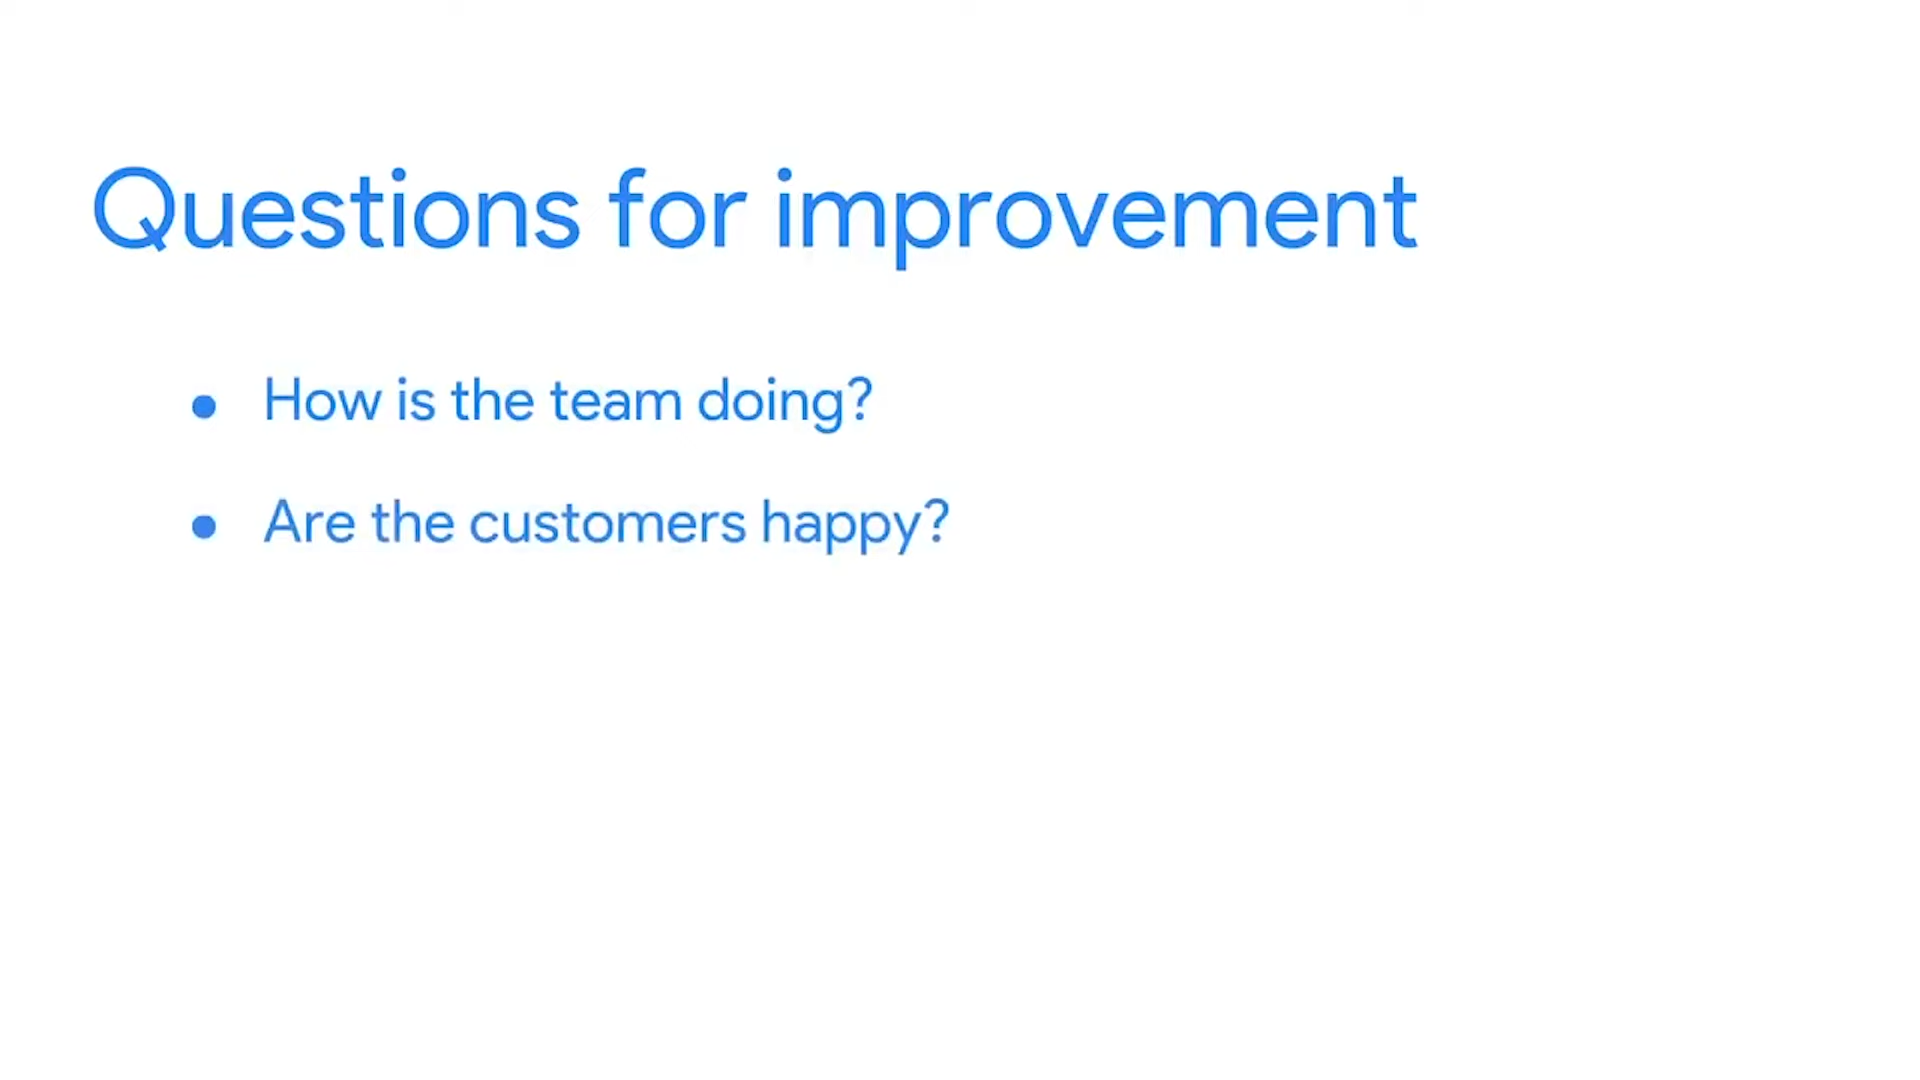 Questions for improvement
• How is the team doing?
• Are the customers happy?